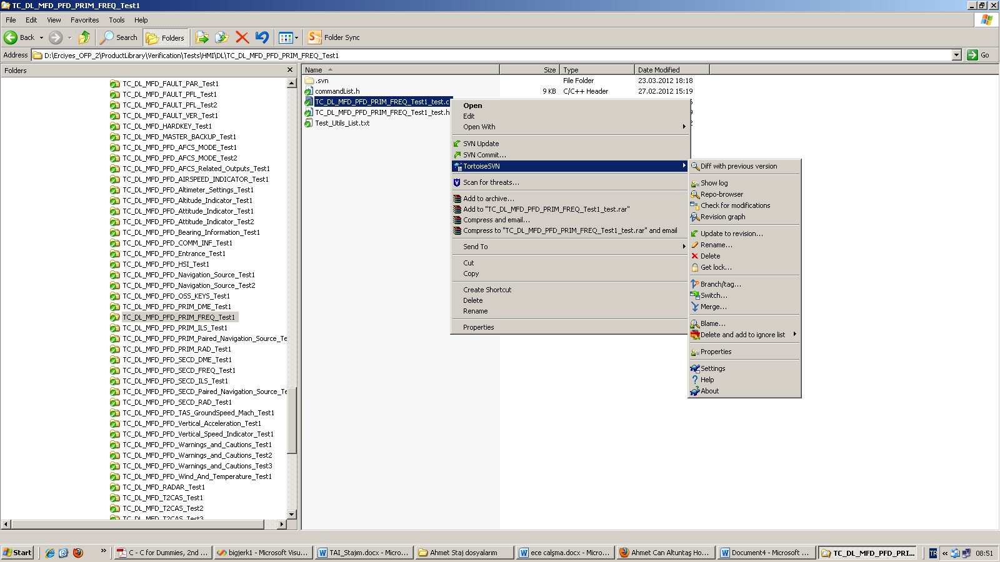 TC_DL_MFD_PFD_PRIM_FREQ_Test1
File Edit View Favorites Tools Help
Back Search Folders Folder Sync
Address D:\Erciyes_OFP_2\ProductLibrary\Verification\Tests\HMI\DL\TC_DL_MFD_PFD_PRIM_FREQ_Test1 Go
Folders
TC_DL_MFD_FAULT_PAR_Test1
TC_DL_MFD_FAULT_PFL_Test1
TC_DL_MFD_FAULT_PFL_Test2
TC_DL_MFD_FAULT_VER_Test1
TC_DL_MFD_HARDKEY_Test1
TC_DL_MFD_MASTER_BACKUP_Test1
TC_DL_MFD_PFD_AFCS_MODE_Test1
TC_DL_MFD_PFD_AFCS_MODE_Test2
TC_DL_MFD_PFD_AFCS_Related_Outputs_Test1
TC_DL_MFD_PFD_AIRSPEED_INDICATOR_Test1
TC_DL_MFD_PFD_Altimeter_Settings_Test1
TC_DL_MFD_PFD_Altitude_Indicator_Test1
TC_DL_MFD_PFD_Attitude_Indicator_Test1
TC_DL_MFD_PFD_Attitude_Indicator_Test2
TC_DL_MFD_PFD_Bearing_Information_Test1
TC_DL_MFD_PFD_COMM_INF_Test1
TC_DL_MFD_PFD_Entrance_Test1
TC_DL_MFD_PFD_HSI_Test1
TC_DL_MFD_PFD_Navigation_Source_Test1
TC_DL_MFD_PFD_Navigation_Source_Test2
TC_DL_MFD_PFD_OSS_KEYS_Test1
TC_DL_MFD_PFD_PRIM_DME_Test1
TC_DL_MFD_PFD_PRIM_FREQ_Test1
TC_DL_MFD_PFD_PRIM_ILS_Test1
TC_DL_MFD_PFD_PRIM_Paired_Navigation_Source_Te
TC_DL_MFD_PFD_PRIM_RAD_Test1
TC_DL_MFD_PFD_SECD_DME_Test1
TC_DL_MFD_PFD_SECD_FREQ_Test1
TC_DL_MFD_PFD_SECD_ILS_Test1
TC_DL_MFD_PFD_SECD_Paired_Navigation_Source_Te
TC_DL_MFD_PFD_SECD_RAD_Test1
TC_DL_MFD_PFD_TAS_GroundSpeed_Mach_Test1
TC_DL_MFD_PFD_Vertical_Acceleration_Test1
TC_DL_MFD_PFD_Vertical_Speed_Indicator_Test1
TC_DL_MFD_PFD_Warnings_and_Cautions_Test1
TC_DL_MFD_PFD_Warnings_and_Cautions_Test2
TC_DL_MFD_PFD_Warnings_and_Cautions_Test3
TC_DL_MFD_PFD_Wind_And_Temperature_Test1
TC_DL_MFD_RADAR_Test1
TC_DL_MFD_T2CAS_Test1
TC_DL_MFD_T2CAS_Test2
TC_DL_MFD_T2CAS_Test3
Name Size Type Date Modified
.svn File Folder 23.03.2012 18:18
commandList.h 9 KB C/C++ Header 27.02.2012 15:19
TC_DL_MFD_PFD_PRIM_FREQ_Test1_test.c
TC_DL_MFD_PFD_PRIM_FREQ_Test1_test.h
Test_Utils_List.txt
Open
Edit
Open With
SVN Update
SVN Commit...
TortoiseSVN
Scan for threats...
Add to archive...
Add to "TC_DL_MFD_PFD_PRIM_FREQ_Test1_test.rar"
Compress and email...
Compress to "TC_DL_MFD_PFD_PRIM_FREQ_Test1_test.rar" and email
Send To
Cut
Copy
Create Shortcut
Delete
Rename
Properties
Diff with previous version
Show log
Repo-browser
Check for modifications
Revision graph
Update to revision...
Rename...
Delete
Get lock...
Branch/tag...
Switch...
Merge...
Blame...
Delete and add to ignore list
Properties
Settings
Help
About
Start C - C for Dummies, 2nd ... bigjerk1 - Microsoft Visu... TAI_Stajim.docx - Micros... Ahmet Staj dosyalarım ece calşma.docx - Micros... Ahmet Can Altuntaş Ho... Document4 - Microsoft ... TC_DL_MFD_PFD_PRI... TR 08:51